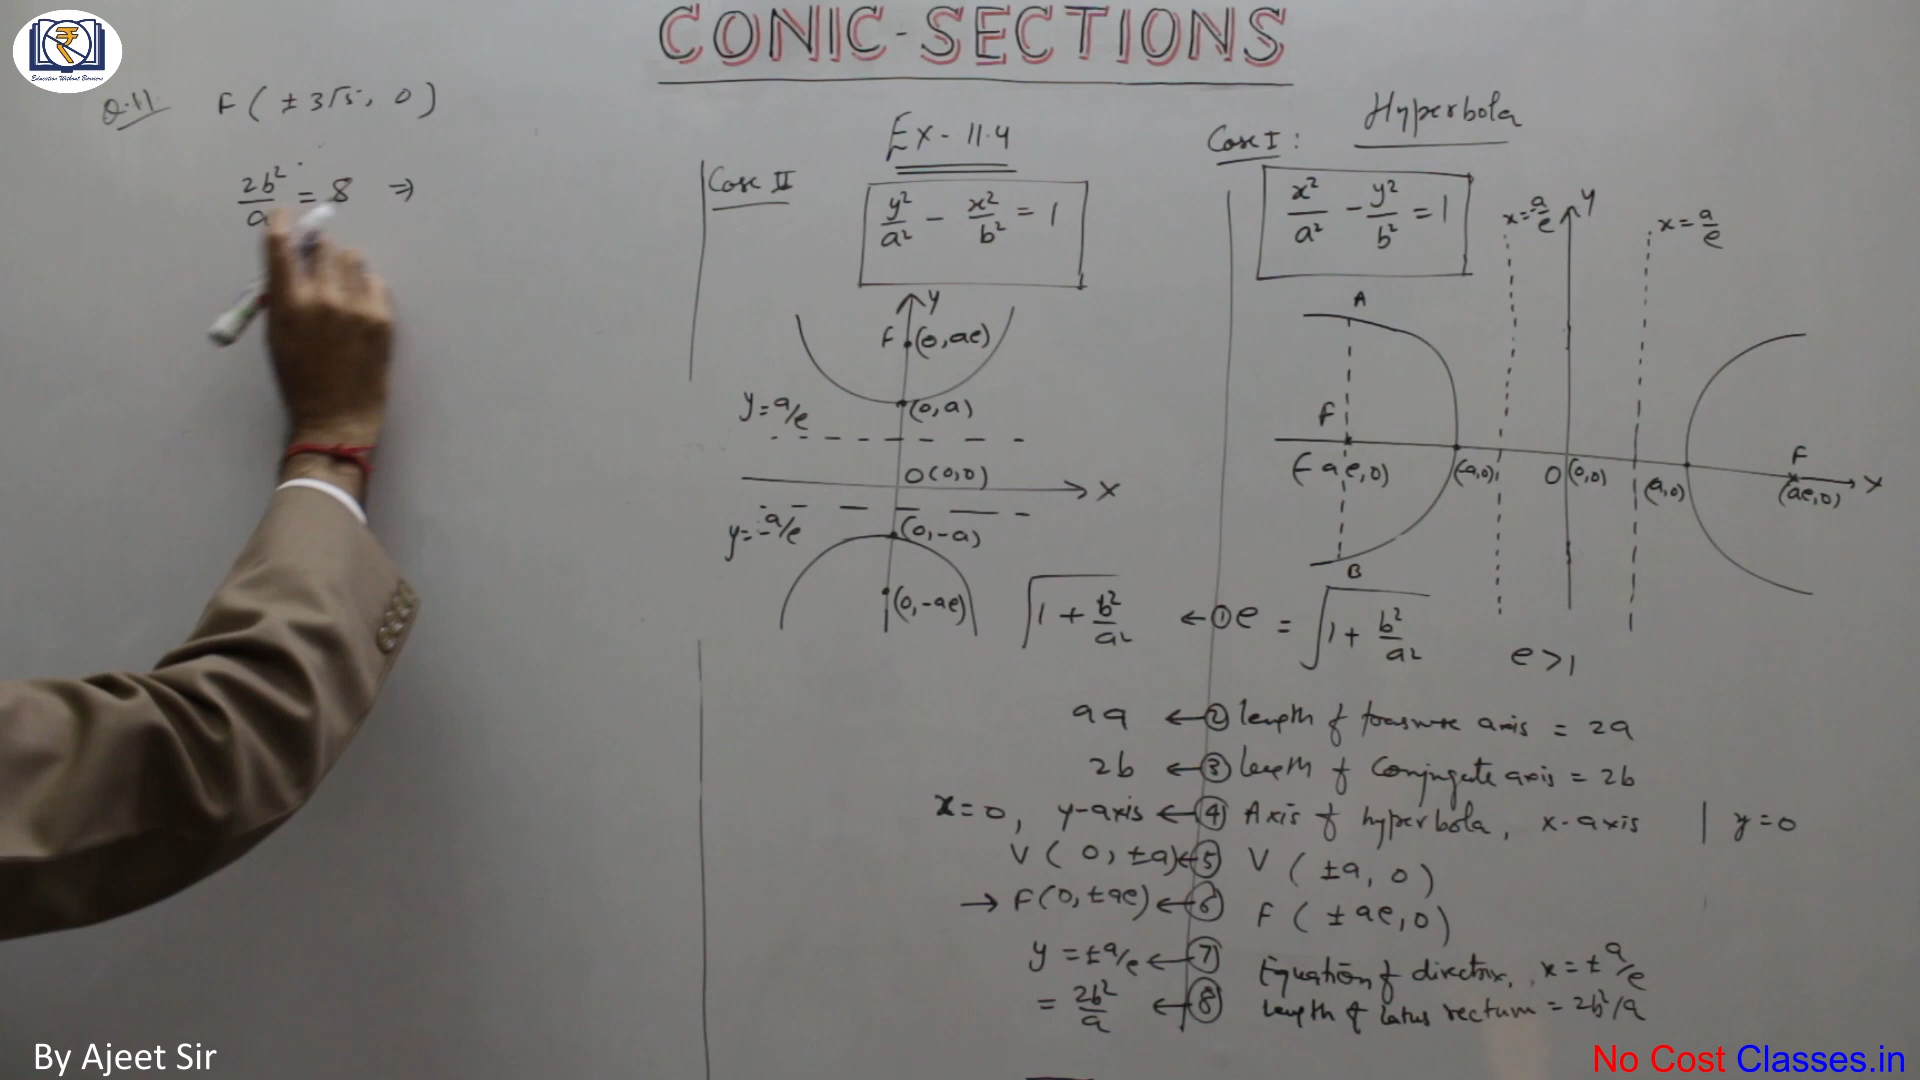 CONIC-SECTIONS
Education Without Barriers
Q.11 F ( ± 3√5, 0 )
2b²/a = 8 ⇒
Ex - 11.4
Hyperbola
Case II
y²/a² - x²/b² = 1
Y
F (0, ae)
y = a/e
(0, a)
O (0,0)
X
y = -a/e
(0, -a)
(0, -ae)
Case I :
x²/a² - y²/b² = 1
x = -a/e
Y
x = a/e
A
F
(-ae, 0)
(-a, 0)
O (0,0)
(a, 0)
F
(ae, 0)
X
B
√1 + b²/a² ← ① e = √1 + b²/a²
e > 1
aa ← ② length of transverse axis = 2a
2b ← ③ length of Conjugate axis = 2b
x = 0, y-axis ← ④ Axis of hyperbola, x-axis | y = 0
V ( 0, ±a) ← ⑤ V ( ±a, 0 )
→ F (0, ±ae) ← ⑥ F ( ± ae, 0 )
y = ±a/e ← ⑦ Equation of directrix, x = ± a/e
= 2b²/a ← ⑧ length of latus rectum = 2b²/a
By Ajeet Sir
No Cost Classes.in